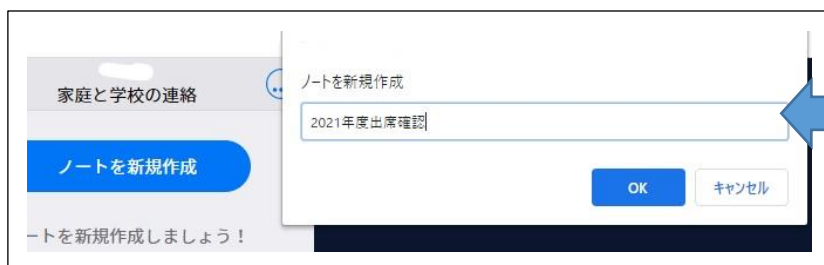 家庭と学校の連絡
ノートを新規作成
ートを新規作成しましょう！
ノートを新規作成
2021年度出席確認
OK
キャンセル